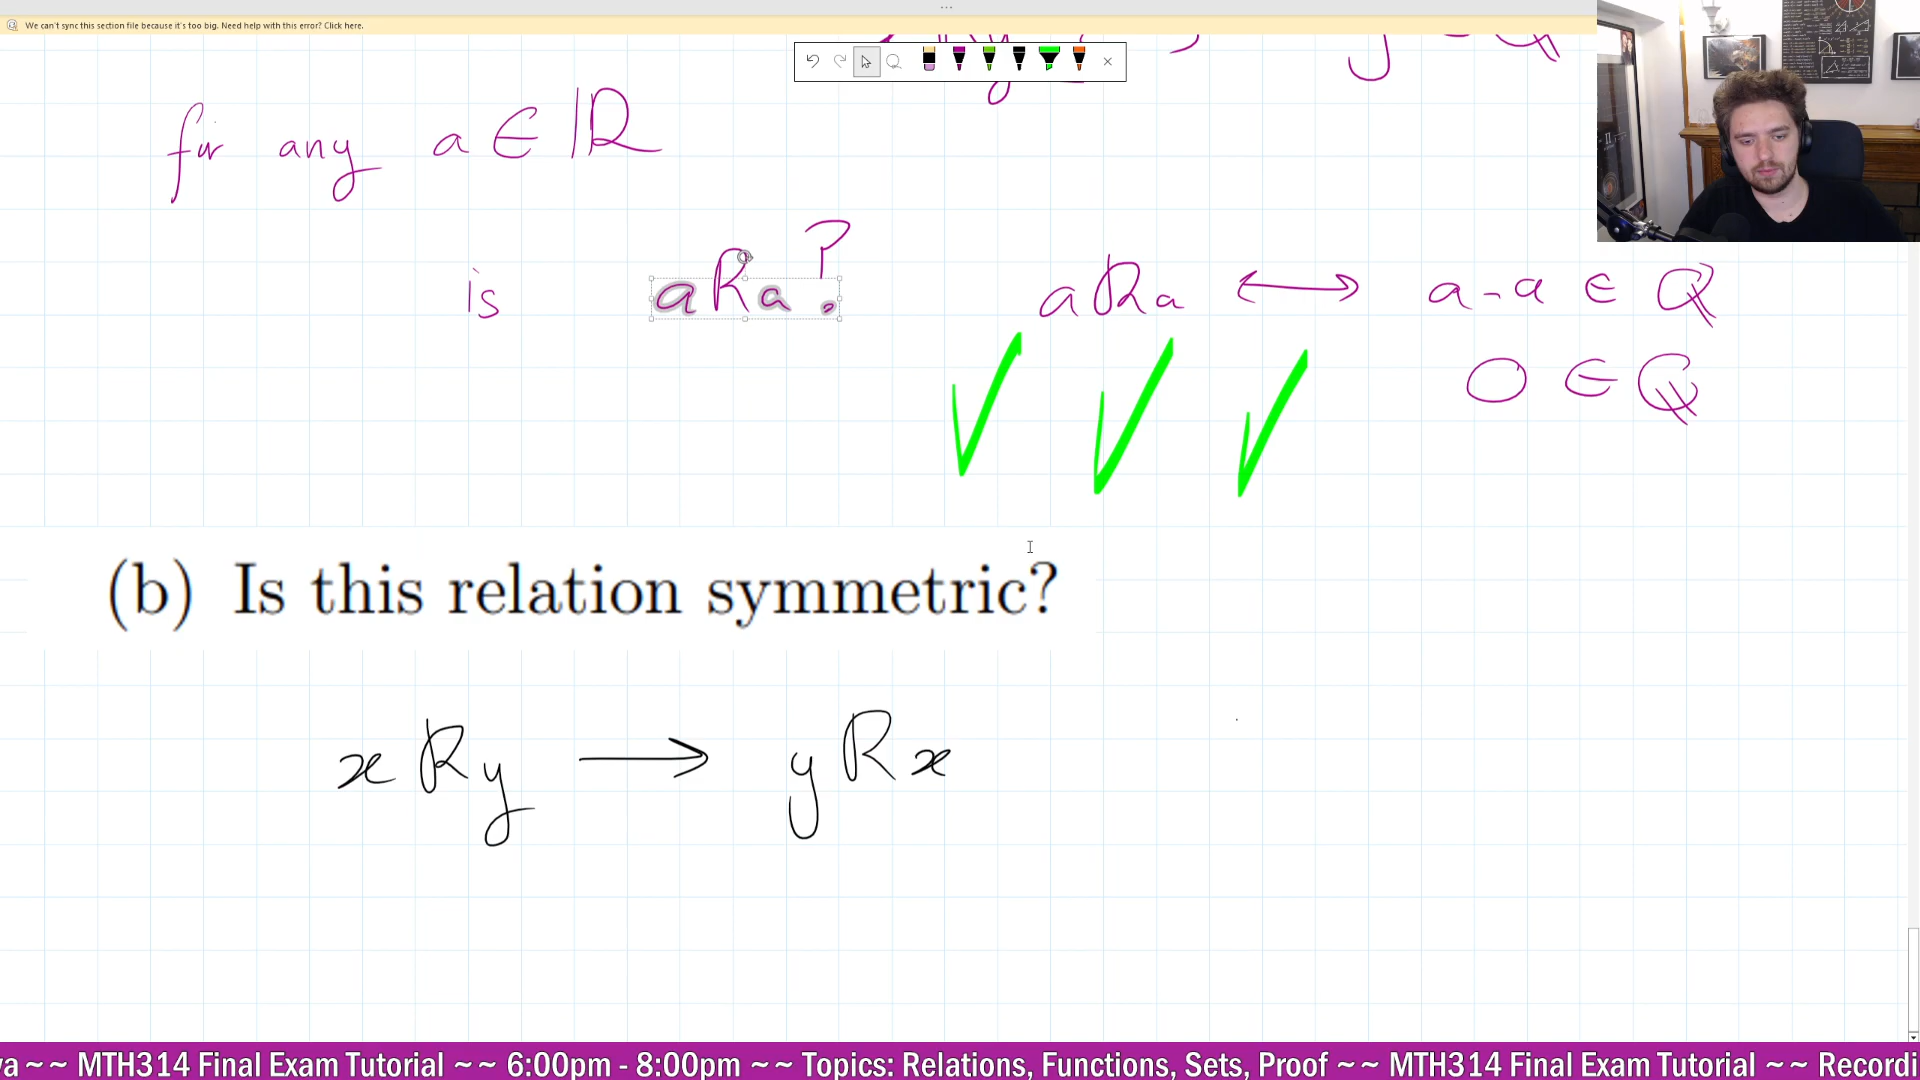 We can't sync this section file because it's too big. Need help with this error? Click here.
for any a ∈ ℝ
is aRa? aRa ↔ a - a ∈ ℚ
0 ∈ ℚ
(b) Is this relation symmetric?
x R y → y R x
va ~~ MTH314 Final Exam Tutorial ~~ 6:00pm - 8:00pm ~~ Topics: Relations, Functions, Sets, Proof ~~ MTH314 Final Exam Tutorial ~~ Recordi